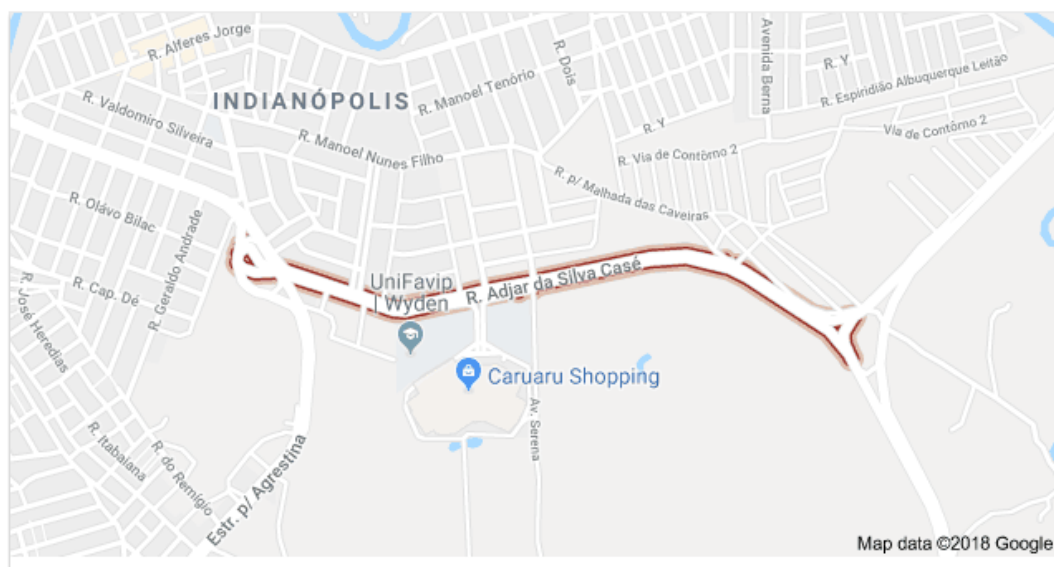 R. Alferes Jorge
INDIANÓPOLIS
R. Valdomiro Silveira
R. Manoel Tenório
R. Dois
Avenida Berna
R. Y
R. Espiridião Albuquerque Leitão
R. Manoel Nunes Filho
R. Y
Via de Contôrno 2
R. Via de Contôrno 2
R. p/ Malhada das Caveiras
R. Olávo Bilac
R. Geraldo Andrade
R. Cap. Dé
R. José Heredias
UniFavip
| Wyden
R. Adjar da Silva Casé
Caruaru Shopping
Av. Serena
R. Itabaiana
R. do Remígio
Estr. p/ Agrestina
Map data ©2018 Google